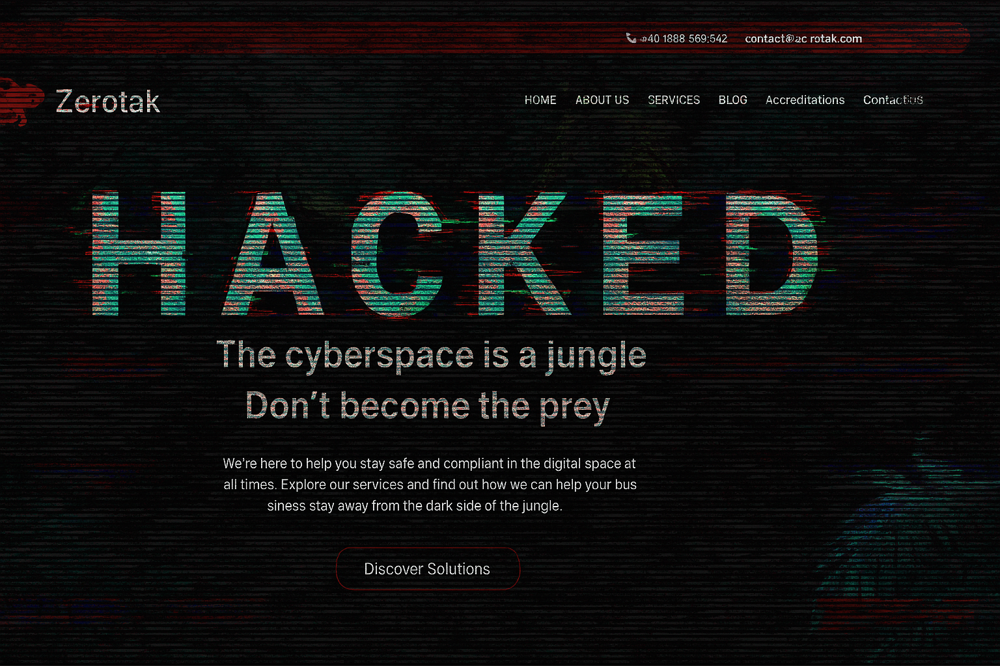 +40 1888 569:542 contact@zc rotak.com
Zerotak
HOME ABOUT US SERVICES BLOG Accreditations Contact us
HACKED
The cyberspace is a jungle
Don't become the prey
We're here to help you stay safe and compliant in the digital space at
all times. Explore our services and find out how we can help your bus
siness stay away from the dark side of the jungle.
Discover Solutions